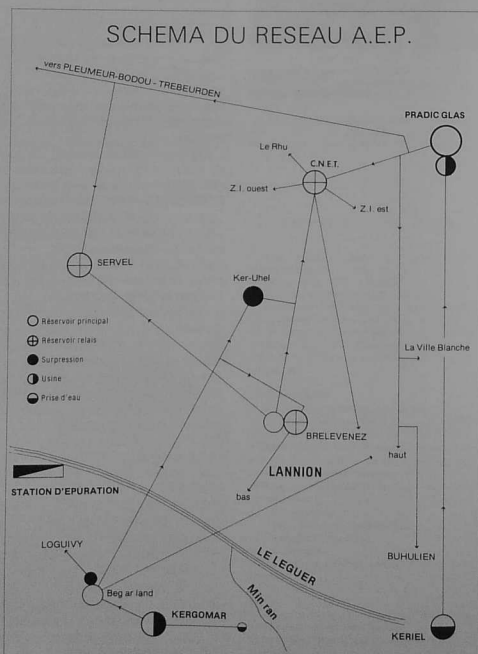 SCHEMA DU RESEAU A.E.P.
vers PLEUMEUR-BODOU - TREBEURDEN
PRADIC GLAS
Le Rhu
C.N.E.T.
Z.I. ouest
Z.I. est
SERVEL
Ker-Uhel
Réservoir principal
Réservoir relais
Surpression
Usine
Prise d'eau
La Ville Blanche
BRELEVENEZ
haut
LANNION
STATION D'EPURATION
bas
LOGUIVY
LE LEGUER
BUHULIEN
Beg ar land
Min ran
KERGOMAR
KERIEL